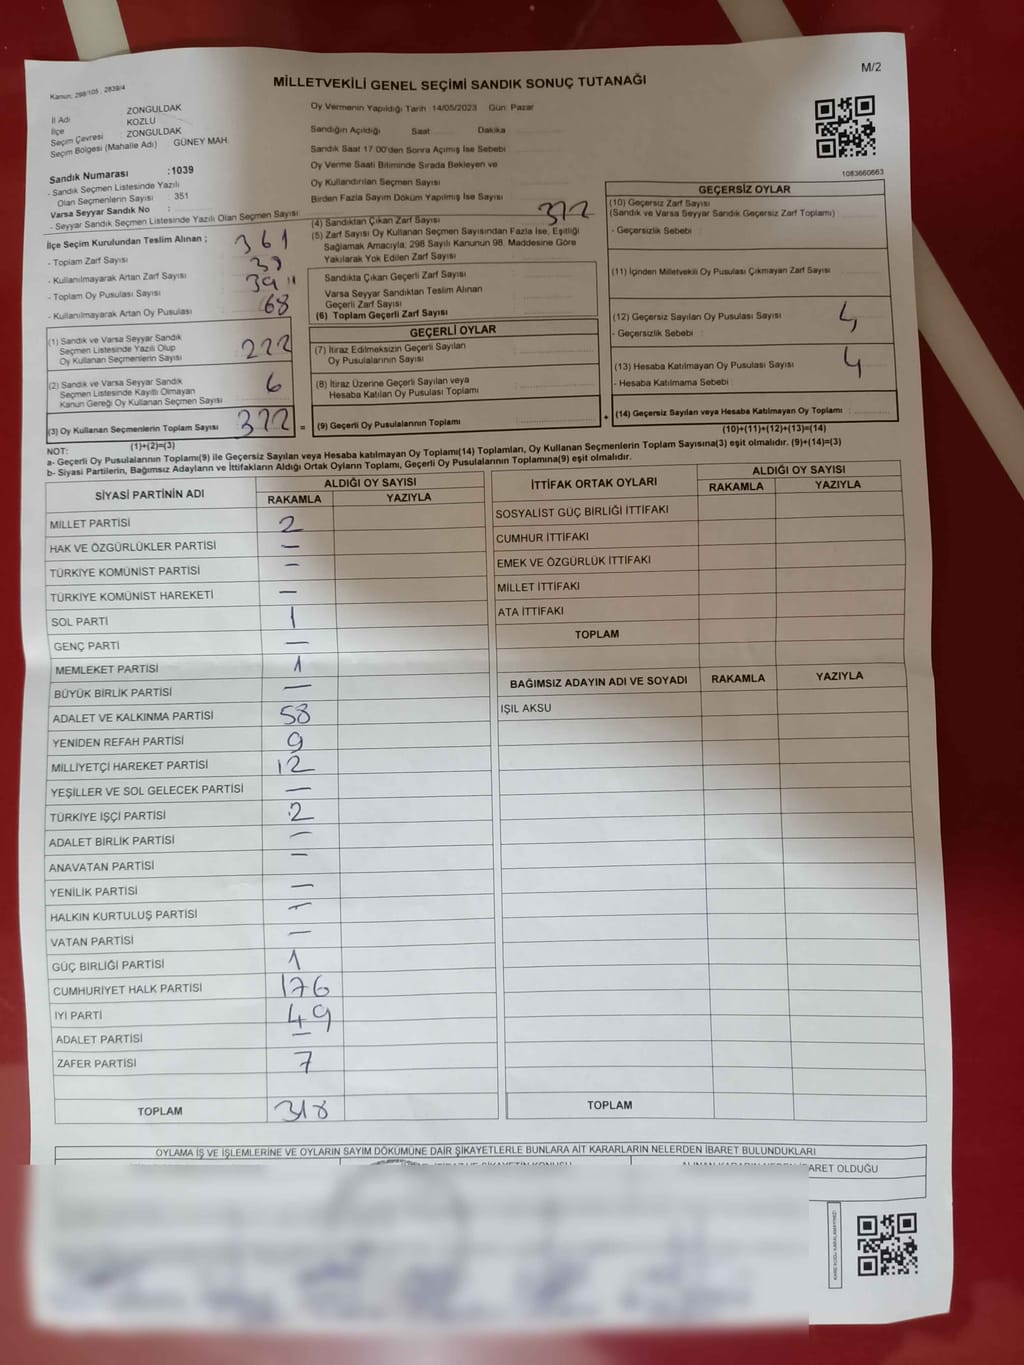 M/2
Kanun: 298/105 , 2839/4
MİLLETVEKİLİ GENEL SEÇİMİ SANDIK SONUÇ TUTANAĞI
İl Adı : ZONGULDAK
İlçe : KOZLU
Seçim Çevresi : ZONGULDAK
Seçim Bölgesi (Mahalle Adı) GÜNEY MAH.
Sandık Numarası :1039
- Sandık Seçmen Listesinde Yazılı
Olan Seçmenlerin Sayısı : 351
Varsa Seyyar Sandık No :
- Seyyar Sandık Seçmen Listesinde Yazılı Olan Seçmen Sayısı:
İlçe Seçim Kurulundan Teslim Alınan ;
- Toplam Zarf Sayısı 361
- Kullanılmayarak Artan Zarf Sayısı 39
- Toplam Oy Pusulası Sayısı
- Kullanılmayarak Artan Oy Pusulası 68
(1) Sandık ve Varsa Seyyar Sandık
Seçmen Listesinde Yazılı Olup
Oy Kullanan Seçmenlerin Sayısı
(2) Sandık ve Varsa Seyyar Sandık
Seçmen Listesinde Kayıtlı Olmayan
Kanun Gereği Oy Kullanan Seçmen Sayısı 6
(3) Oy Kullanan Seçmenlerin Toplam Sayısı 322 =
(1)+(2)=(3)
Oy Vermenin Yapıldığı Tarih :14/05/2023 Gün: Pazar
Sandığın Açıldığı Saat Dakika
Sandık Saat 17:00'den Sonra Açımış İse Sebebi
Oy Verme Saati Bitiminde Sırada Bekleyen ve
Oy Kullandırılan Seçmen Sayısı
Birden Fazla Sayım Döküm Yapılmış İse Sayısı
(4) Sandıktan Çıkan Zarf Sayısı 322
(5) Zarf Sayısı Oy Kullanan Seçmen Sayısından Fazla İse, Eşitliği
Sağlamak Amacıyla, 298 Sayılı Kanunun 98. Maddesine Göre
Yakılarak Yok Edilen Zarf Sayısı
Sandıkta Çıkan Geçerli Zarf Sayısı
Varsa Seyyar Sandıktan Teslim Alınan
Geçerli Zarf Sayısı
(6) Toplam Geçerli Zarf Sayısı
GEÇERLİ OYLAR
(7) İtiraz Edilmeksizin Geçerli Sayılan
Oy Pusulalarının Sayısı
(8) İtiraz Üzerine Geçerli Sayılan veya
Hesaba Katılan Oy Pusulası Toplamı
(9) Geçerli Oy Pusulalarının Toplamı +
1083660663
GEÇERSİZ OYLAR
(10) Geçersiz Zarf Sayısı
(Sandık ve Varsa Seyyar Sandık Geçersiz Zarf Toplamı)
- Geçersizlik Sebebi :
(11) İçinden Milletvekili Oy Pusulası Çıkmayan Zarf Sayısı
(12) Geçersiz Sayılan Oy Pusulası Sayısı
- Geçersizlik Sebebi :
(13) Hesaba Katılmayan Oy Pusulası Sayısı 4
- Hesaba Katılmama Sebebi :
(14) Geçersiz Sayılan veya Hesaba Katılmayan Oy Toplamı :
(10)+(11)+(12)+(13)=(14)
NOT:
a- Geçerli Oy Pusulalarının Toplamı(9) ile Geçersiz Sayılan veya Hesaba katılmayan Oy Toplamı(14) Toplamları, Oy Kullanan Seçmenlerin Toplam Sayısına(3) eşit olmalıdır. (9)+(14)=(3)
b- Siyasi Partilerin, Bağımsız Adayların ve İttifakların Aldığı Ortak Oyların Toplamı, Geçerli Oy Pusulalarının Toplamına(9) eşit olmalıdır.
SİYASİ PARTİNİN ADI ALDIĞI OY SAYISI
RAKAMLA YAZIYLA
MİLLET PARTİSİ 2
HAK VE ÖZGÜRLÜKLER PARTİSİ –
TÜRKİYE KOMÜNİST PARTİSİ –
TÜRKİYE KOMÜNİST HAREKETİ –
SOL PARTİ 1
GENÇ PARTİ –
MEMLEKET PARTİSİ 1
BÜYÜK BİRLİK PARTİSİ –
ADALET VE KALKINMA PARTİSİ 58
YENİDEN REFAH PARTİSİ 9
MİLLİYETÇİ HAREKET PARTİSİ 12
YEŞİLLER VE SOL GELECEK PARTİSİ –
TÜRKİYE İŞÇİ PARTİSİ 2
ADALET BİRLİK PARTİSİ –
ANAVATAN PARTİSİ –
YENİLİK PARTİSİ –
HALKIN KURTULUŞ PARTİSİ –
VATAN PARTİSİ –
GÜÇ BİRLİĞİ PARTİSİ 1
CUMHURİYET HALK PARTİSİ 176
İYİ PARTİ 49
ADALET PARTİSİ –
ZAFER PARTİSİ 7
TOPLAM 318
İTTİFAK ORTAK OYLARI ALDIĞI OY SAYISI
RAKAMLA YAZIYLA
SOSYALİST GÜÇ BİRLİĞİ İTTİFAKI
CUMHUR İTTİFAKI
EMEK VE ÖZGÜRLÜK İTTİFAKI
MİLLET İTTİFAKI
ATA İTTİFAKI
TOPLAM
BAĞIMSIZ ADAYIN ADI VE SOYADI RAKAMLA YAZIYLA
IŞIL AKSU
TOPLAM
OYLAMA İŞ VE İŞLEMLERİNE VE OYLARIN SAYIM DÖKÜMÜNE DAİR ŞİKAYETLERLE BUNLARA AİT KARARLARIN NELERDEN İBARET BULUNDUKLARI
ALINAN KARARIN NEDEN İBARET OLDUĞU
KARE KODU KARALAMAYINIZ!